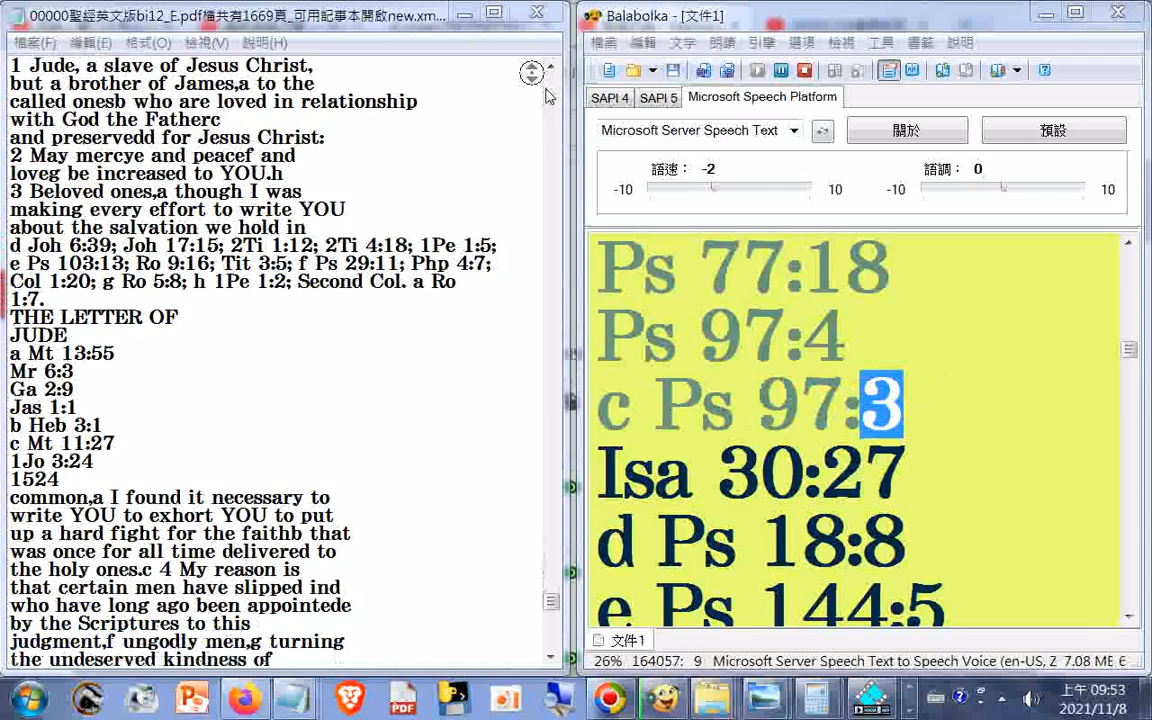 00000聖經英文版bi12_E.pdf檔共有1669頁_可用記事本開啟new.xm...
檔案(F) 編輯(E) 格式(O) 檢視(V) 說明(H)
1 Jude, a slave of Jesus Christ,
but a brother of James,a to the
called onesb who are loved in relationship
with God the Fatherc
and preservedd for Jesus Christ:
2 May mercye and peacef and
loveg be increased to YOU.h
3 Beloved ones,a though I was
making every effort to write YOU
about the salvation we hold in
d Joh 6:39; Joh 17:15; 2Ti 1:12; 2Ti 4:18; 1Pe 1:5;
e Ps 103:13; Ro 9:16; Tit 3:5; f Ps 29:11; Php 4:7;
Col 1:20; g Ro 5:8; h 1Pe 1:2; Second Col. a Ro
1:7.
THE LETTER OF
JUDE
a Mt 13:55
Mr 6:3
Ga 2:9
Jas 1:1
b Heb 3:1
c Mt 11:27
1Jo 3:24
1524
common,a I found it necessary to
write YOU to exhort YOU to put
up a hard fight for the faithb that
was once for all time delivered to
the holy ones.c 4 My reason is
that certain men have slipped ind
who have long ago been appointede
by the Scriptures to this
judgment,f ungodly men,g turning
the undeserved kindness of
Balabolka - [文件1]
檔案 編輯 文字 朗讀 引擎 選項 檢視 工具 書籤 說明
SAPI 4 SAPI 5 Microsoft Speech Platform
Microsoft Server Speech Text 關於 預設
語速： -2 語調： 0
-10 10 -10 10
Ps 77:18
Ps 97:4
c Ps 97:3
Isa 30:27
d Ps 18:8
e Ps 144:5
文件1
26% 164057: 9 Microsoft Server Speech Text to Speech Voice (en-US, Z 7.08 MB 6
上午 09:53
2021/11/8